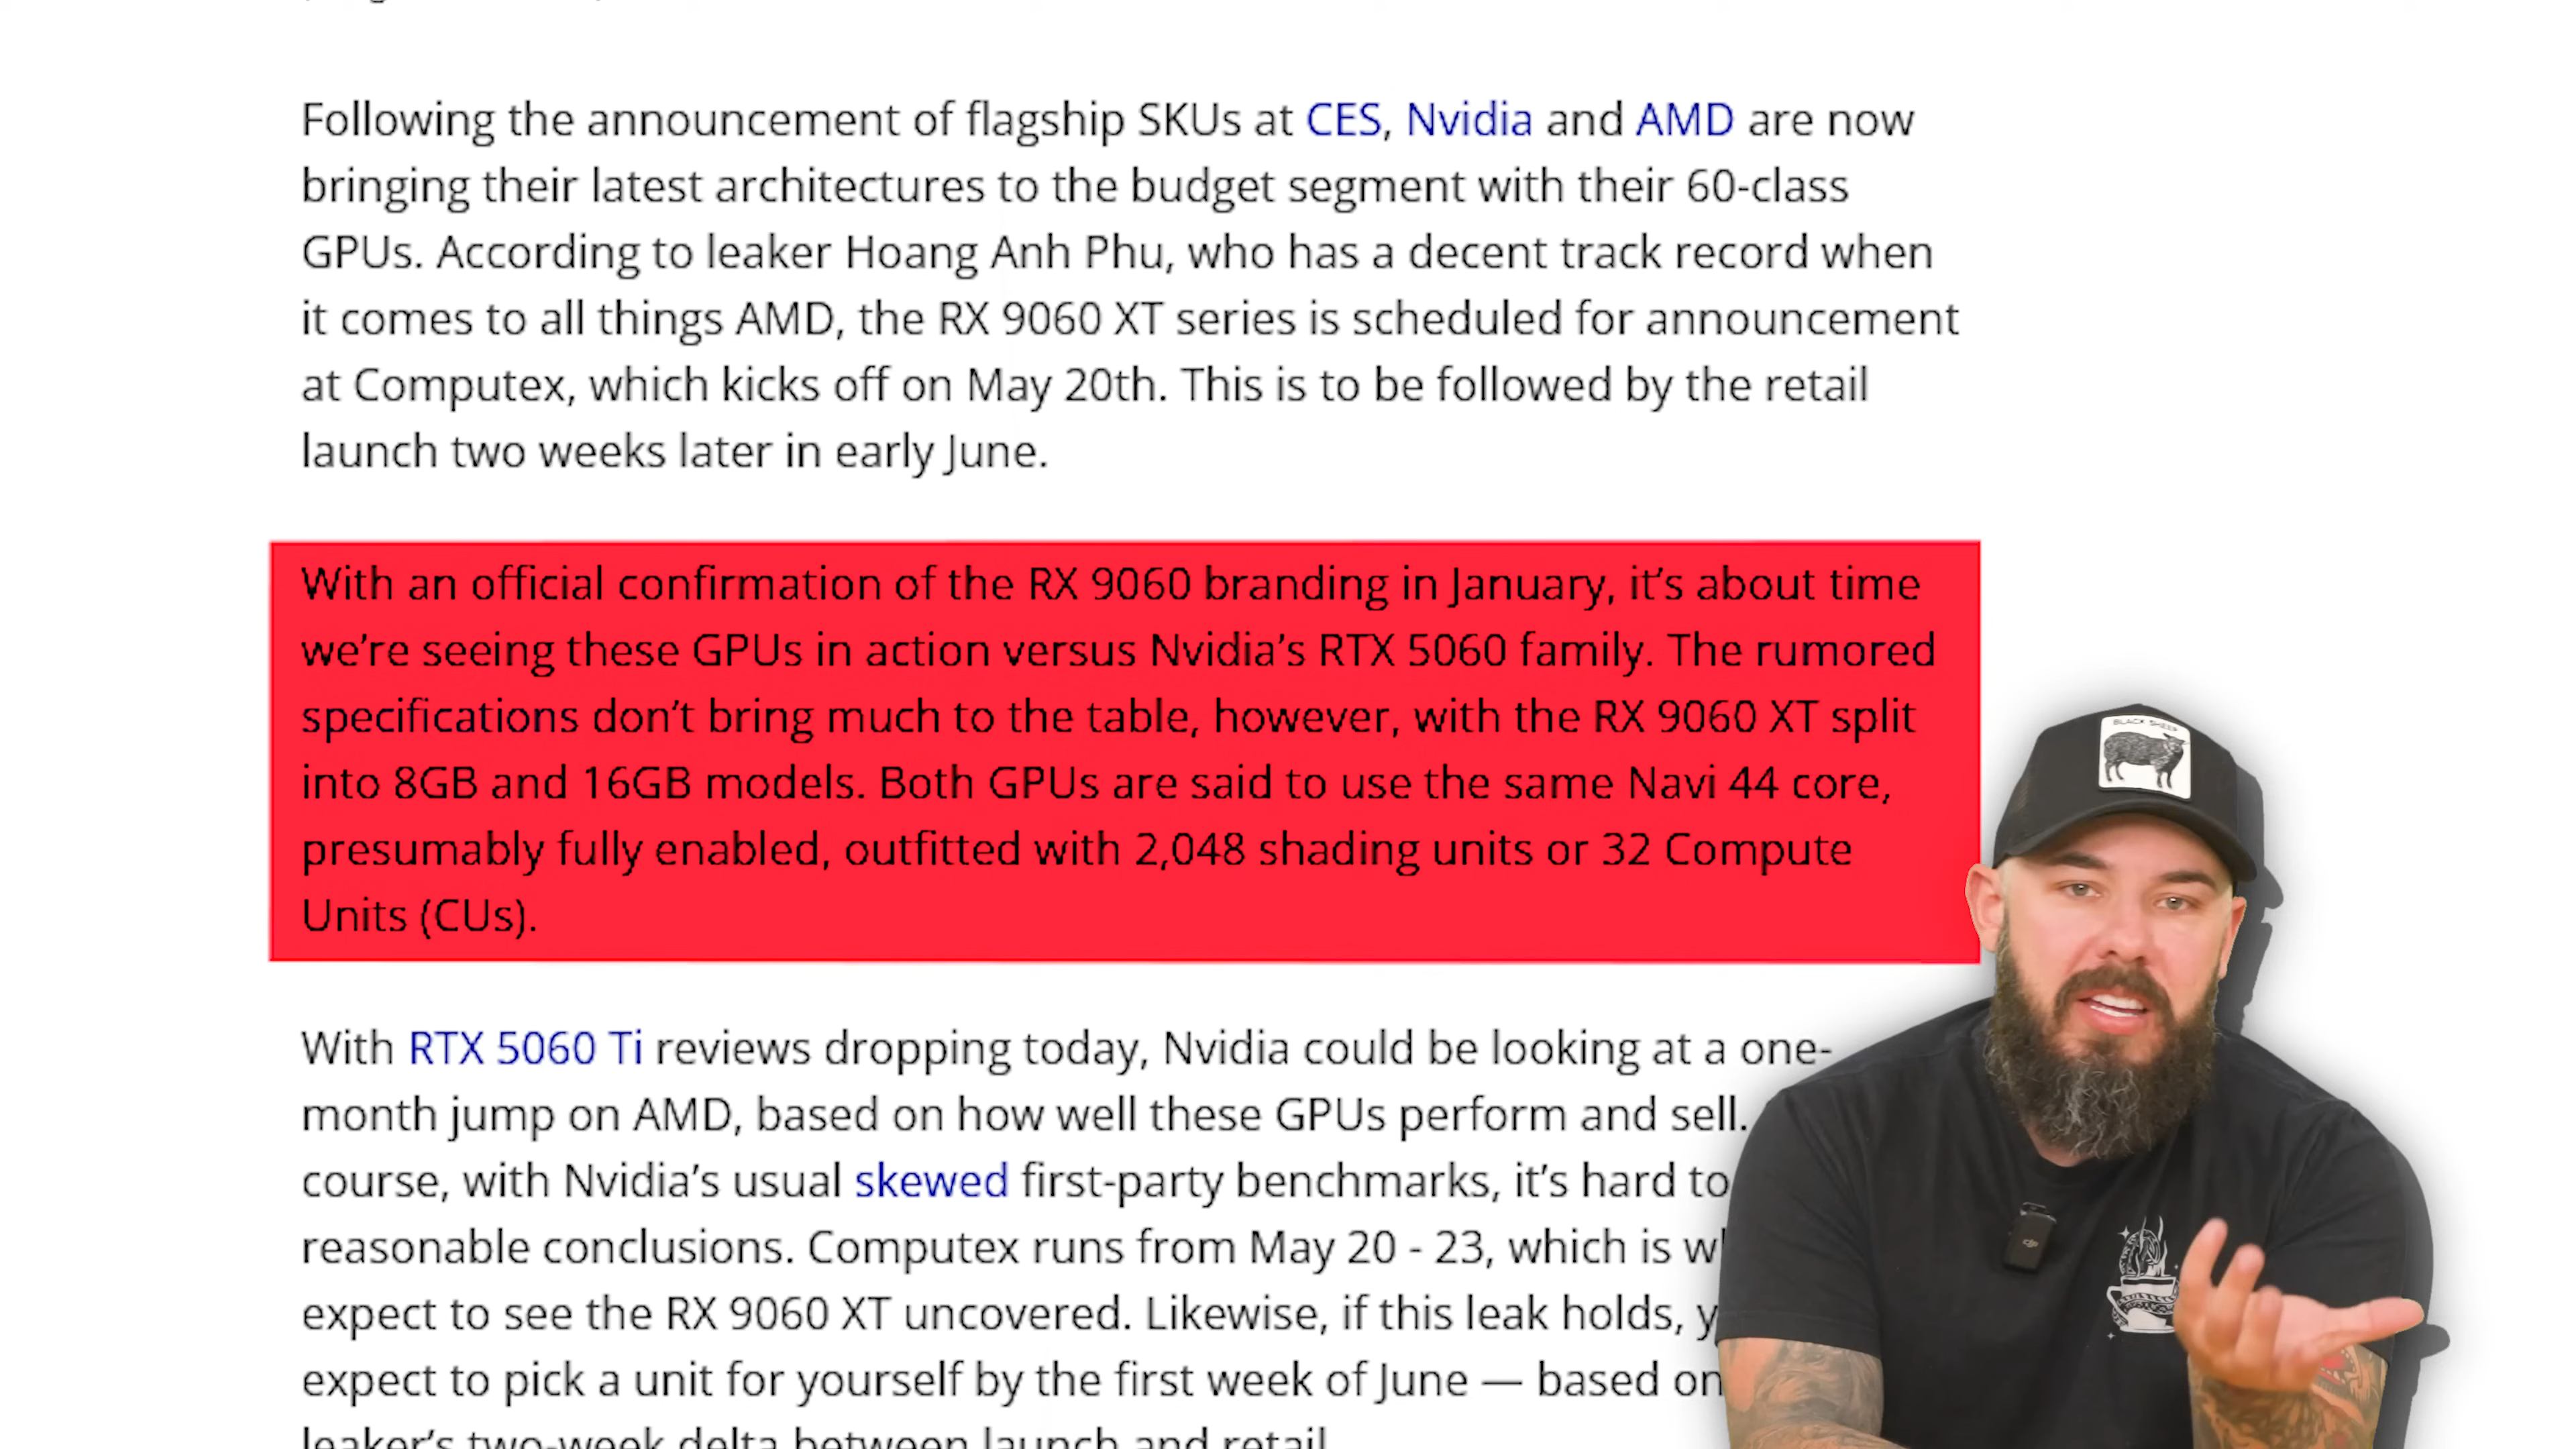 Following the announcement of flagship SKUs at CES, Nvidia and AMD are now
bringing their latest architectures to the budget segment with their 60-class
GPUs. According to leaker Hoang Anh Phu, who has a decent track record when
it comes to all things AMD, the RX 9060 XT series is scheduled for announcement
at Computex, which kicks off on May 20th. This is to be followed by the retail
launch two weeks later in early June.
With an official confirmation of the RX 9060 branding in January, it’s about time
we’re seeing these GPUs in action versus Nvidia’s RTX 5060 family. The rumored
specifications don’t bring much to the table, however, with the RX 9060 XT split
into 8GB and 16GB models. Both GPUs are said to use the same Navi 44 core,
presumably fully enabled, outfitted with 2,048 shading units or 32 Compute
Units (CUs).
BLACK SHEEP
With RTX 5060 Ti reviews dropping today, Nvidia could be looking at a one-
month jump on AMD, based on how well these GPUs perform and sell.
course, with Nvidia’s usual skewed first-party benchmarks, it’s hard to
reasonable conclusions. Computex runs from May 20 - 23, which is
expect to see the RX 9060 XT uncovered. Likewise, if this leak holds,
expect to pick a unit for yourself by the first week of June — based on
leaker’s two-week delta between launch and retail
dji